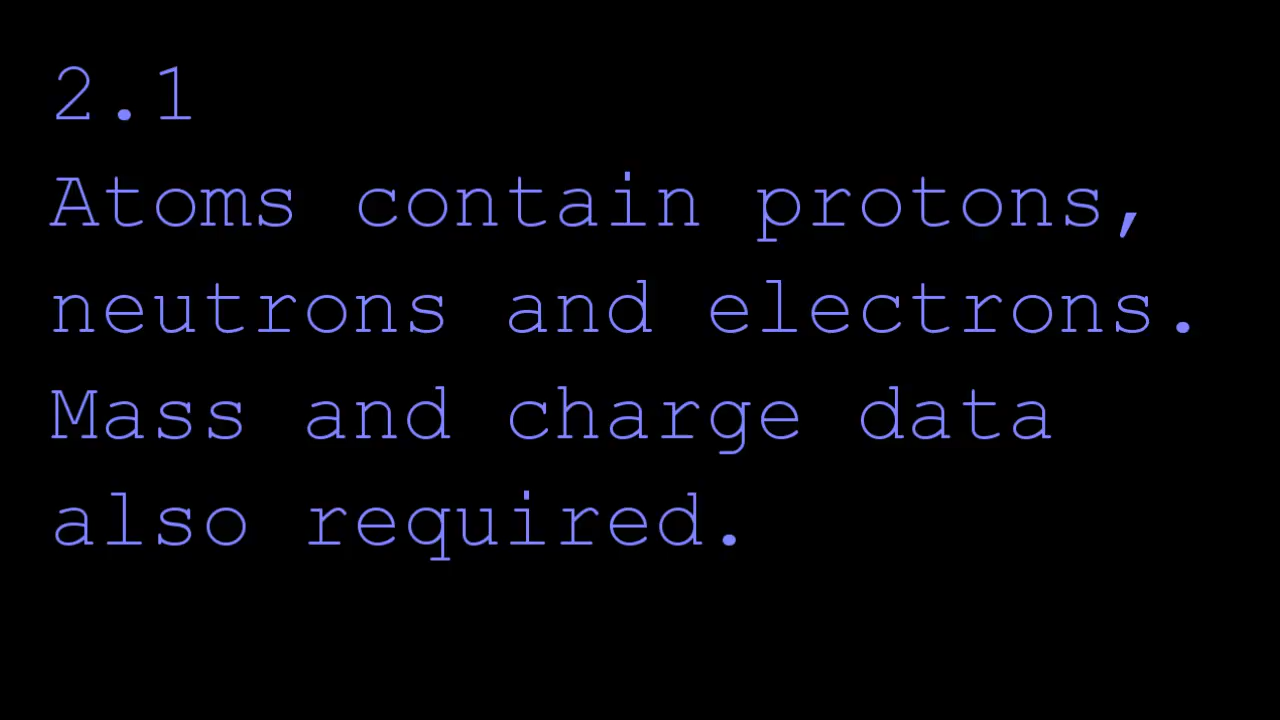 2.1
Atoms contain protons,
neutrons and electrons.
Mass and charge data
also required.